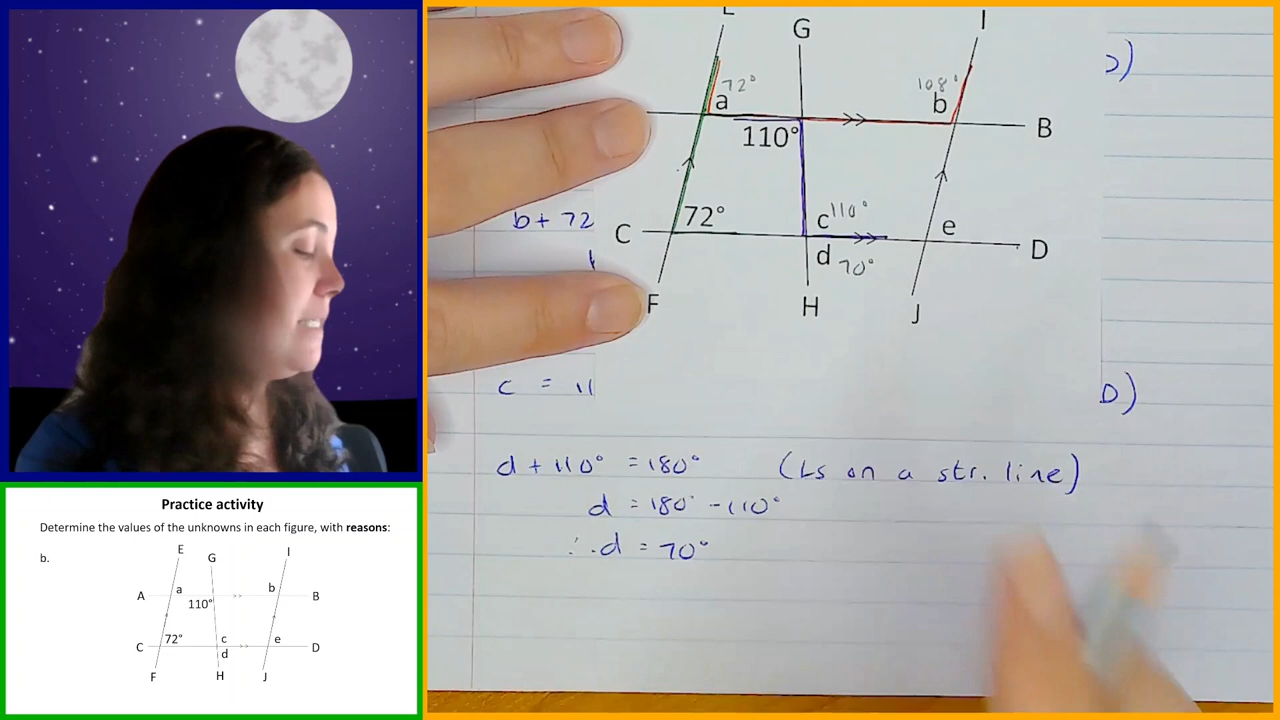 Practice activity
Determine the values of the unknowns in each figure, with reasons:
b.
E
G
I
A
a
b
B
110°
72°
c
e
C
D
d
F
H
J
G
I
72°
108°
a
b
B
110°
b + 72
C
72°
c 110°
e
D
d 70°
F
H
J
D)
c = 11
d + 110° = 180° (∠s on a str. line)
d = 180° - 110°
∴ d = 70°